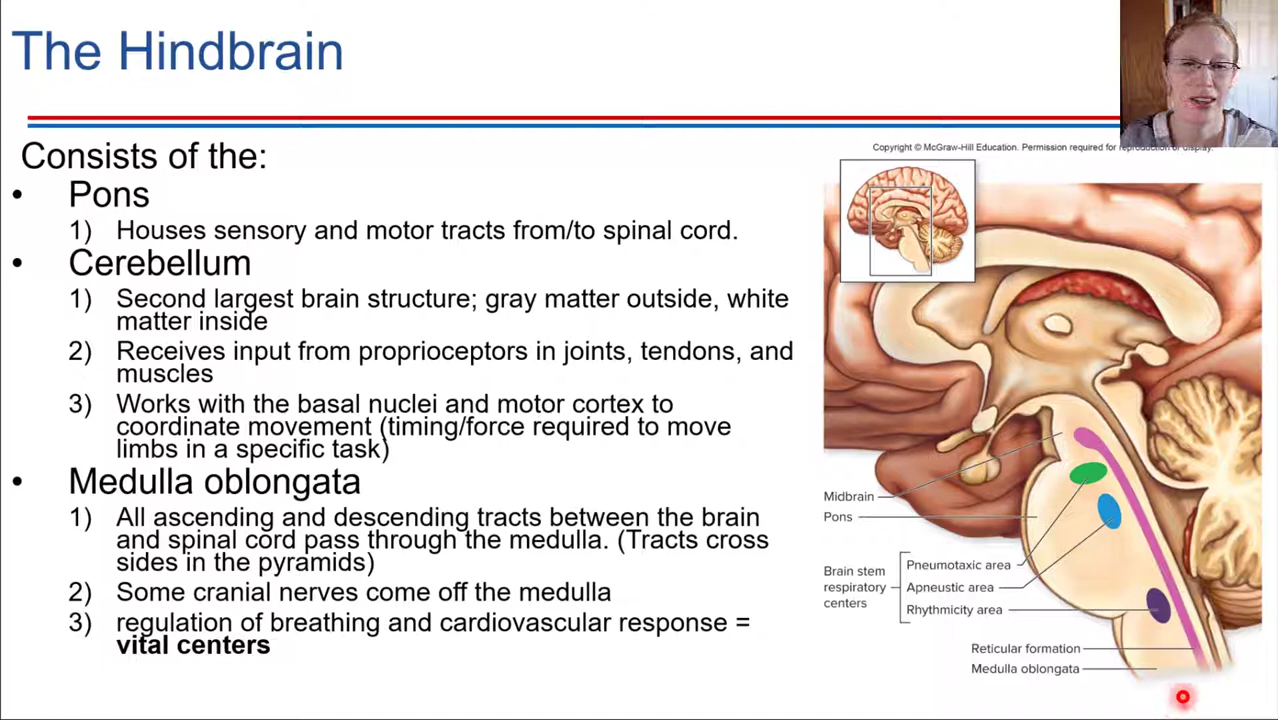 The Hindbrain
Consists of the:
• Pons
1) Houses sensory and motor tracts from/to spinal cord.
• Cerebellum
1) Second largest brain structure; gray matter outside, white
matter inside
2) Receives input from proprioceptors in joints, tendons, and
muscles
3) Works with the basal nuclei and motor cortex to
coordinate movement (timing/force required to move
limbs in a specific task)
• Medulla oblongata
1) All ascending and descending tracts between the brain
and spinal cord pass through the medulla. (Tracts cross
sides in the pyramids)
2) Some cranial nerves come off the medulla
3) regulation of breathing and cardiovascular response =
vital centers
Copyright © McGraw-Hill Education. Permission required for reproduction or display.
Midbrain
Pons
Brain stem
respiratory
centers
Pneumotaxic area
Apneustic area
Rhythmicity area
Reticular formation
Medulla oblongata